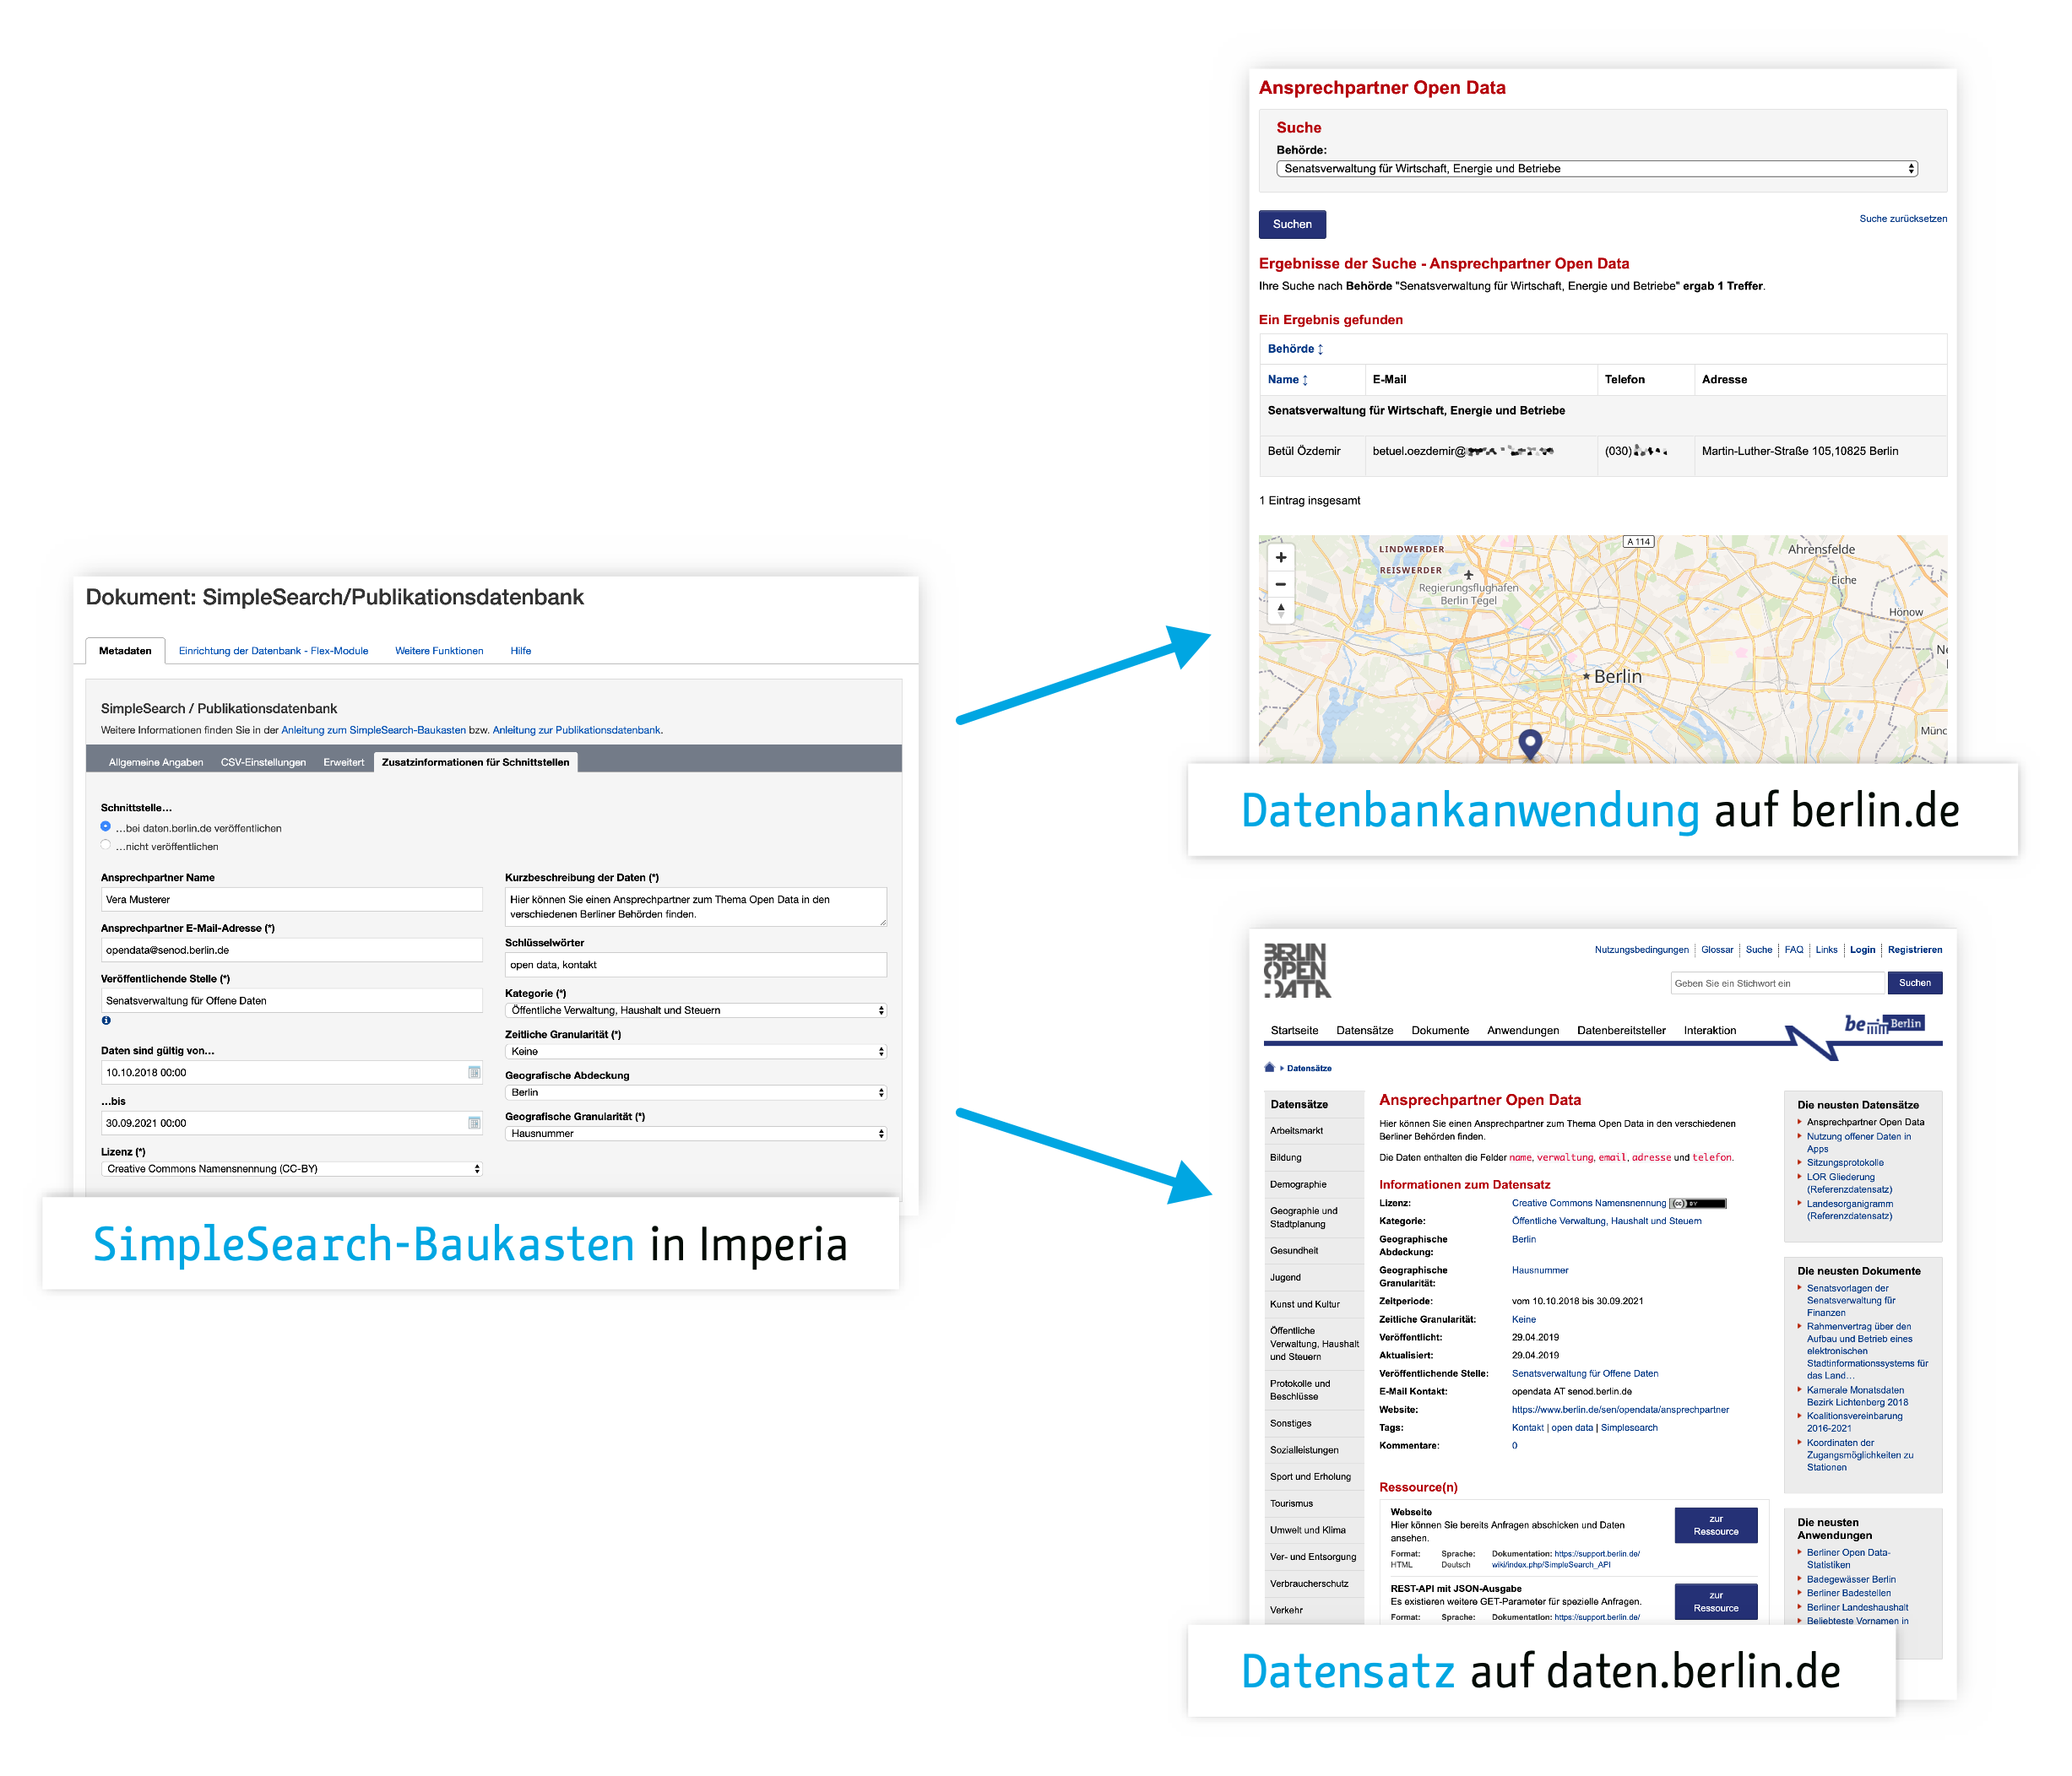 Dokument: SimpleSearch/Publikationsdatenbank
Metadaten Einrichtung der Datenbank - Flex-Module Weitere Funktionen Hilfe
SimpleSearch / Publikationsdatenbank
Weitere Informationen finden Sie in der Anleitung zum SimpleSearch-Baukasten bzw. Anleitung zur Publikationsdatenbank.
Allgemeine Angaben CSV-Einstellungen Erweitert Zusatzinformationen für Schnittstellen
Schnittstelle...
...bei daten.berlin.de veröffentlichen
...nicht veröffentlichen
Ansprechpartner Name
Vera Musterer
Ansprechpartner E-Mail-Adresse (*)
opendata@senod.berlin.de
Veröffentlichende Stelle (*)
Senatsverwaltung für Offene Daten
Daten sind gültig von...
10.10.2018 00:00
...bis
30.09.2021 00:00
Lizenz (*)
Creative Commons Namensnennung (CC-BY)
Kurzbeschreibung der Daten (*)
Hier können Sie einen Ansprechpartner zum Thema Open Data in den
verschiedenen Berliner Behörden finden.
Schlüsselwörter
open data, kontakt
Kategorie (*)
Öffentliche Verwaltung, Haushalt und Steuern
Zeitliche Granularität (*)
Keine
Geografische Abdeckung
Berlin
Geografische Granularität (*)
Hausnummer
SimpleSearch-Baukasten in Imperia
Ansprechpartner Open Data
Suche
Behörde:
Senatsverwaltung für Wirtschaft, Energie und Betriebe
Suchen
Suche zurücksetzen
Ergebnisse der Suche - Ansprechpartner Open Data
Ihre Suche nach Behörde "Senatsverwaltung für Wirtschaft, Energie und Betriebe" ergab 1 Treffer.
Ein Ergebnis gefunden
Behörde
Name E-Mail Telefon Adresse
Senatsverwaltung für Wirtschaft, Energie und Betriebe
Betül Özdemir betuel.oezdemir@ (030) Martin-Luther-Straße 105,10825 Berlin
1 Eintrag insgesamt
A 114
LINDWERDER
Ahrensfelde
REISWERDER
Eiche
Regierungsflughafen
Berlin Tegel
Hönow
Berlin
Datenbankanwendung auf berlin.de
BERLIN
OPEN
DATA
Nutzungsbedingungen Glossar Suche FAQ Links Login Registrieren
Geben Sie ein Stichwort ein
Suchen
Startseite Datensätze Dokumente Anwendungen Datenbereitsteller Interaktion
be Berlin
Datensätze
Datensätze
Arbeitsmarkt
Bildung
Demographie
Geographie und
Stadtplanung
Gesundheit
Jugend
Kunst und Kultur
Öffentliche
Verwaltung, Haushalt
und Steuern
Protokolle und
Beschlüsse
Sonstiges
Sozialleistungen
Sport und Erholung
Tourismus
Umwelt und Klima
Ver- und Entsorgung
Verbraucherschutz
Verkehr
Ansprechpartner Open Data
Hier können Sie einen Ansprechpartner zum Thema Open Data in den verschiedenen
Berliner Behörden finden.
Die Daten enthalten die Felder name, verwaltung, email, adresse und telefon.
Informationen zum Datensatz
Lizenz: Creative Commons Namensnennung (cc) BY
Kategorie: Öffentliche Verwaltung, Haushalt und Steuern
Geographische
Abdeckung: Berlin
Geographische
Granularität: Hausnummer
Zeitperiode: vom 10.10.2018 bis 30.09.2021
Zeitliche Granularität: Keine
Veröffentlicht: 29.04.2019
Aktualisiert: 29.04.2019
Veröffentlichende Stelle: Senatsverwaltung für Offene Daten
E-Mail Kontakt: opendata AT senod.berlin.de
Website: https://www.berlin.de/sen/opendata/ansprechpartner
Tags: Kontakt | open data | Simplesearch
Kommentare: 0
Ressource(n)
Webseite
Hier können Sie bereits Anfragen abschicken und Daten
ansehen.
Format: Sprache: Dokumentation: https://support.berlin.de/
HTML Deutsch wiki/index.php/SimpleSearch_API
zur
Ressource
REST-API mit JSON-Ausgabe
Es existieren weitere GET-Parameter für spezielle Anfragen.
Format: Sprache: Dokumentation: https://support.berlin.de/
zur
Ressource
Die neusten Datensätze
Ansprechpartner Open Data
Nutzung offener Daten in
Apps
Sitzungsprotokolle
LOR Gliederung
(Referenzdatensatz)
Landesorganigramm
(Referenzdatensatz)
Die neusten Dokumente
Senatsvorlagen der
Senatsverwaltung für
Finanzen
Rahmenvertrag über den
Aufbau und Betrieb eines
elektronischen
Stadtinformationssystems für
das Land...
Kamerale Monatsdaten
Bezirk Lichtenberg 2018
Koalitionsvereinbarung
2016-2021
Koordinaten der
Zugangsmöglichkeiten zu
Stationen
Die neusten
Anwendungen
Berliner Open Data-
Statistiken
Badegewässer Berlin
Berliner Badestellen
Berliner Landeshaushalt
Beliebteste Vornamen in
Datensatz auf daten.berlin.de